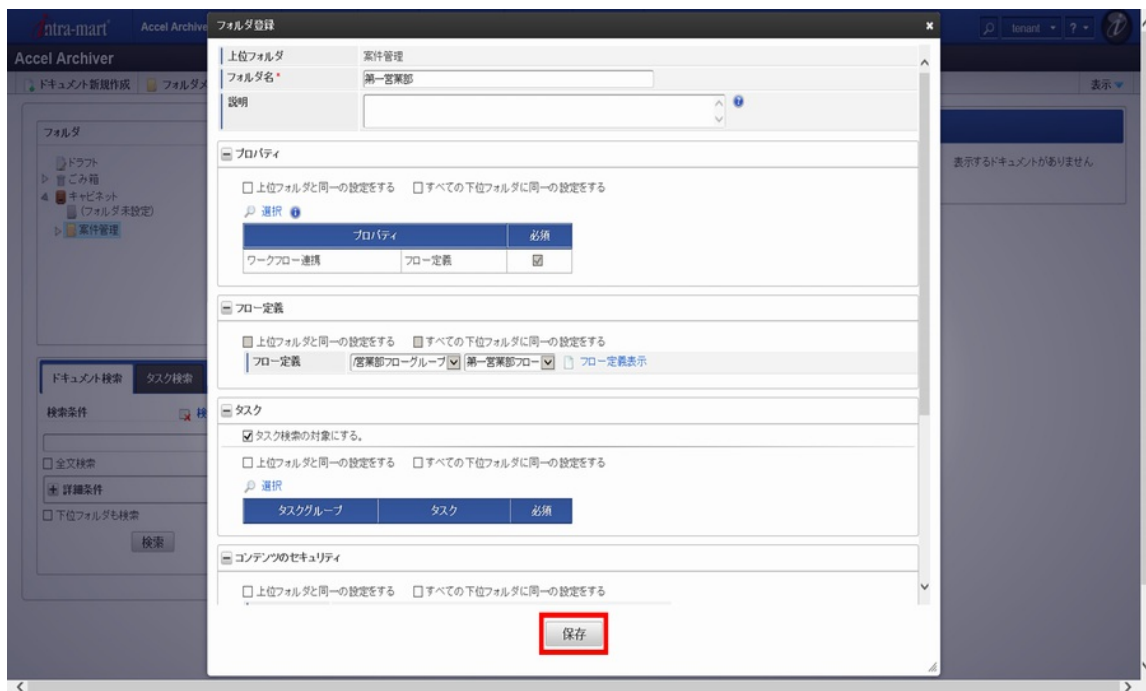 intra-mart Accel Archive フォルダ登録 × tenant ?
Accel Archiver
ドキュメント新規作成 フォルダメ 表示
上位フォルダ 案件管理
フォルダ名* 第一営業部
説明
フォルダ
ドラフト
ごみ箱
キャビネット
(フォルダ未設定)
案件管理
プロパティ
上位フォルダと同一の設定をする すべての下位フォルダに同一の設定をする
選択
プロパティ 必須
ワークフロー連携 フロー定義
フロー定義
上位フォルダと同一の設定をする すべての下位フォルダに同一の設定をする
フロー定義 /営業部フローグループ 第一営業部フロー フロー定義表示
タスク
タスク検索の対象にする。
上位フォルダと同一の設定をする すべての下位フォルダに同一の設定をする
選択
タスクグループ タスク 必須
コンテンツのセキュリティ
上位フォルダと同一の設定をする すべての下位フォルダに同一の設定をする
保存
表示するドキュメントがありません
ドキュメント検索 タスク検索
検索条件 検
全文検索
詳細条件
下位フォルダも検索
検索